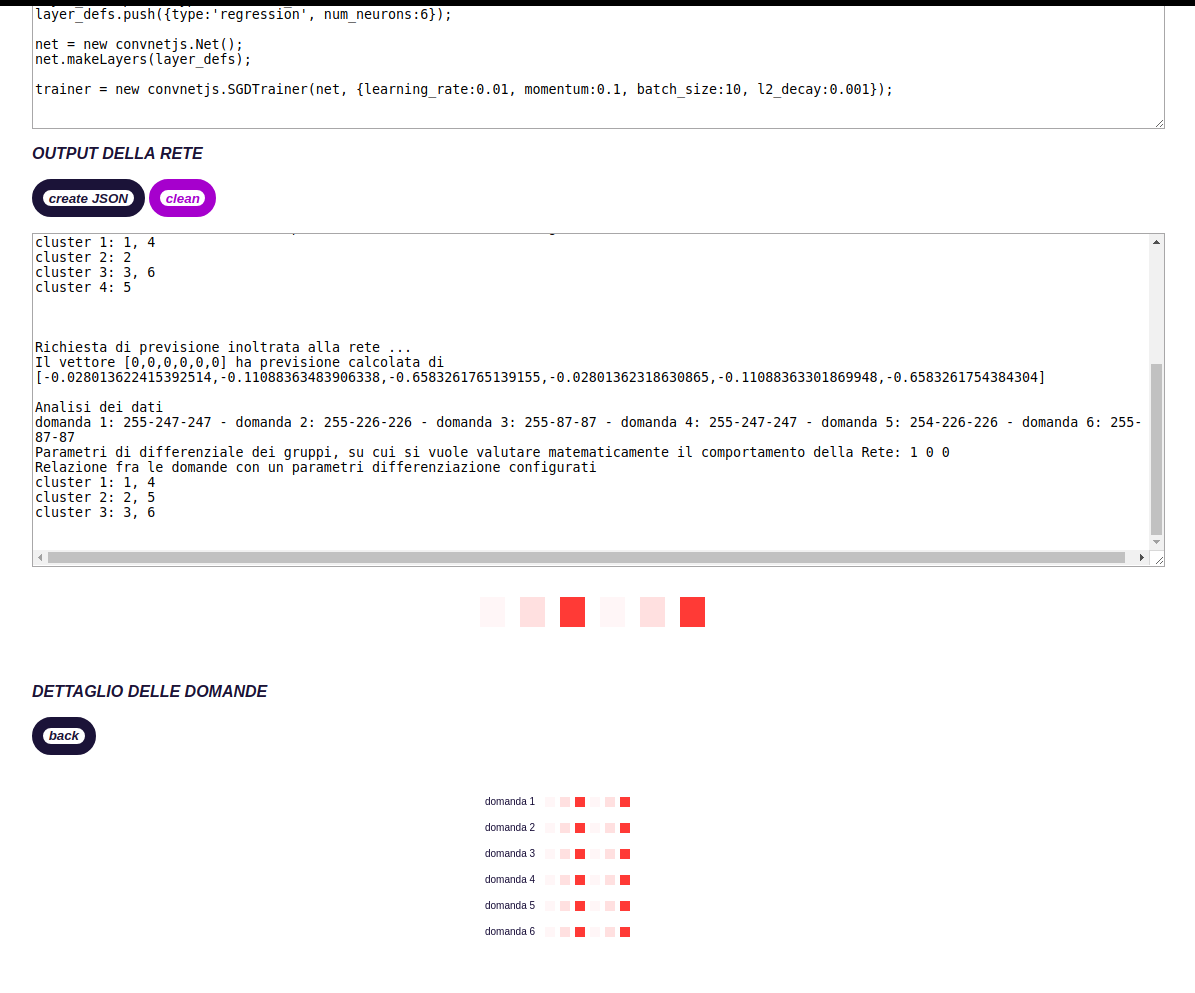 layer_defs.push({type:'regression', num_neurons:6});
net = new convnetjs.Net();
net.makeLayers(layer_defs);
trainer = new convnetjs.SGDTrainer(net, {learning_rate:0.01, momentum:0.1, batch_size:10, l2_decay:0.001});
OUTPUT DELLA RETE
create JSON clean
cluster 1: 1, 4
cluster 2: 2
cluster 3: 3, 6
cluster 4: 5
Richiesta di previsione inoltrata alla rete ...
Il vettore [0,0,0,0,0,0] ha previsione calcolata di
[-0.028013622415392514,-0.11088363483906338,-0.6583261765139155,-0.02801362318630865,-0.11088363301869948,-0.6583261754384304]
Analisi dei dati
domanda 1: 255-247-247 - domanda 2: 255-226-226 - domanda 3: 255-87-87 - domanda 4: 255-247-247 - domanda 5: 254-226-226 - domanda 6: 255-
87-87
Parametri di differenziale dei gruppi, su cui si vuole valutare matematicamente il comportamento della Rete: 1 0 0
Relazione fra le domande con un parametri differenziazione configurati
cluster 1: 1, 4
cluster 2: 2, 5
cluster 3: 3, 6
DETTAGLIO DELLE DOMANDE
back
domanda 1
domanda 2
domanda 3
domanda 4
domanda 5
domanda 6